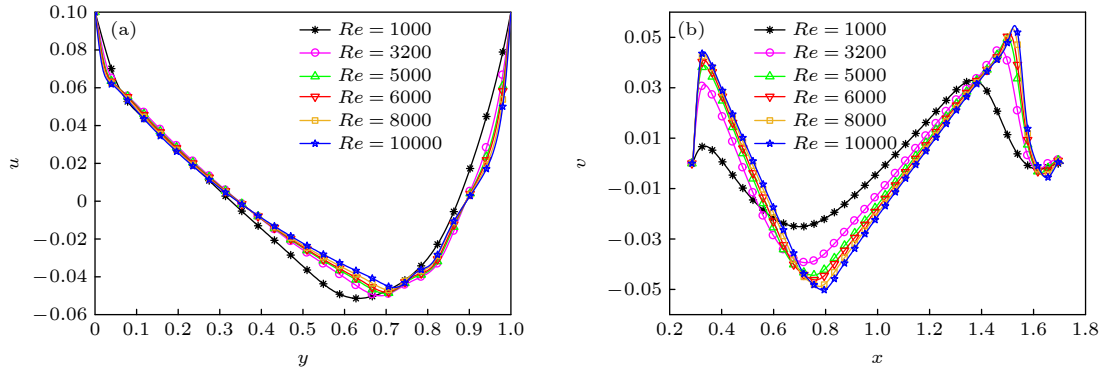 (a)
Re = 1000
Re = 3200
Re = 5000
Re = 6000
Re = 8000
Re = 10000
0.10
0.08
0.06
0.04
0.02
0
−0.02
−0.04
−0.06
u
0 0.1 0.2 0.3 0.4 0.5 0.6 0.7 0.8 0.9 1.0
y
(b)
Re = 1000
Re = 3200
Re = 5000
Re = 6000
Re = 8000
Re = 10000
0.05
0.03
0.01
−0.01
−0.03
−0.05
v
0.2 0.4 0.6 0.8 1.0 1.2 1.4 1.6 1.8
x